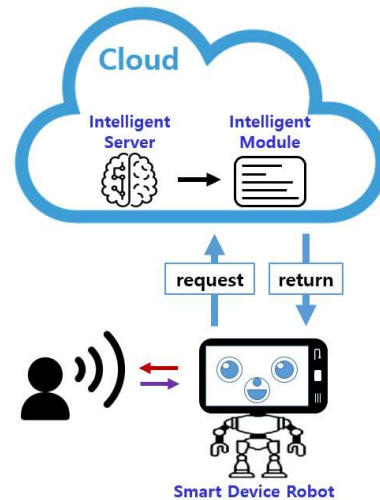 Cloud
Intelligent
Server
Intelligent
Module
request
return
Smart Device Robot